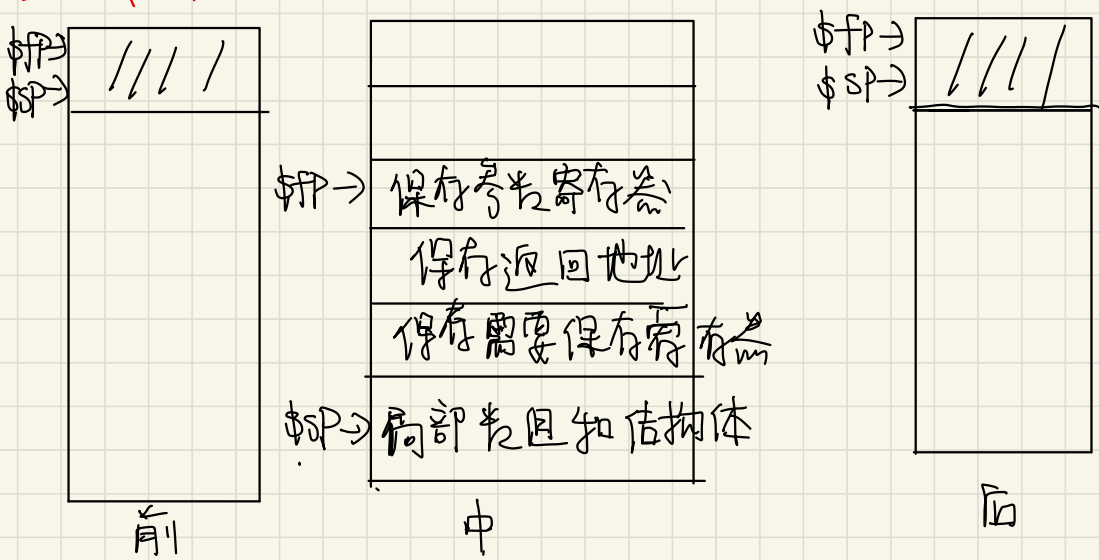 $fp→
$sp→
$fp→ 保存参数寄存器
保存返回地址
保存需要保存寄存器
$sp→ 局部数组和结构体
$fp→
$sp→
前
中
后